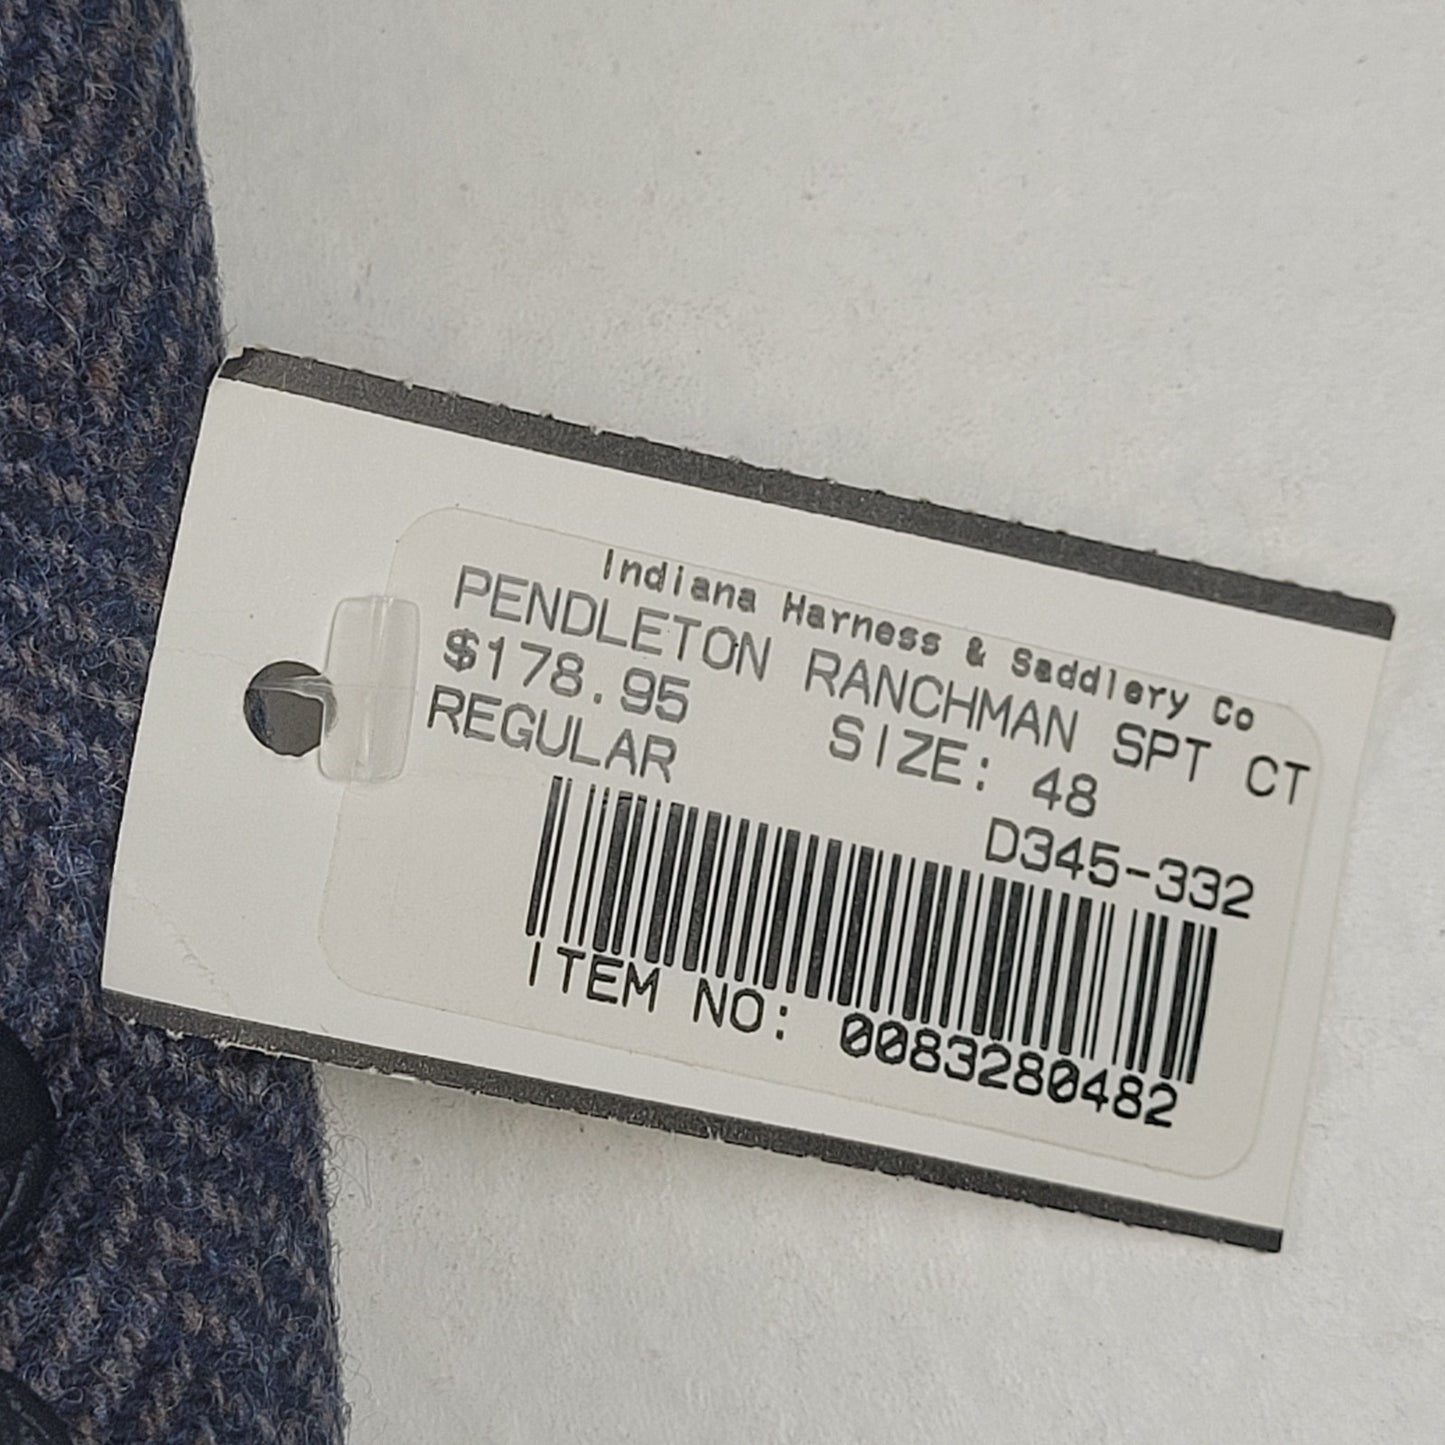 Indiana Harness & Saddlery Co
PENDLETON RANCHMAN SPT CT
$178.95 SIZE: 48
REGULAR D345-332
ITEM NO: 0083280482